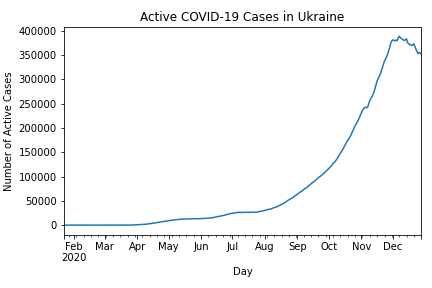 Active COVID-19 Cases in Ukraine
Number of Active Cases
400000
350000
300000
250000
200000
150000
100000
50000
0
Feb Mar Apr May Jun Jul Aug Sep Oct Nov Dec
2020
Day